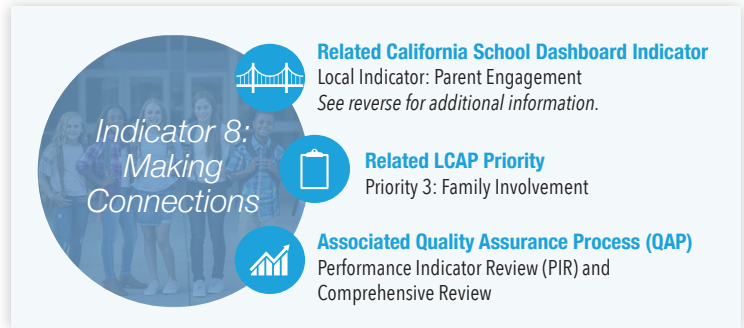 Indicator 8:
Making
Connections
Related California School Dashboard Indicator
Local Indicator: Parent Engagement
See reverse for additional information.
Related LCAP Priority
Priority 3: Family Involvement
Associated Quality Assurance Process (QAP)
Performance Indicator Review (PIR) and
Comprehensive Review